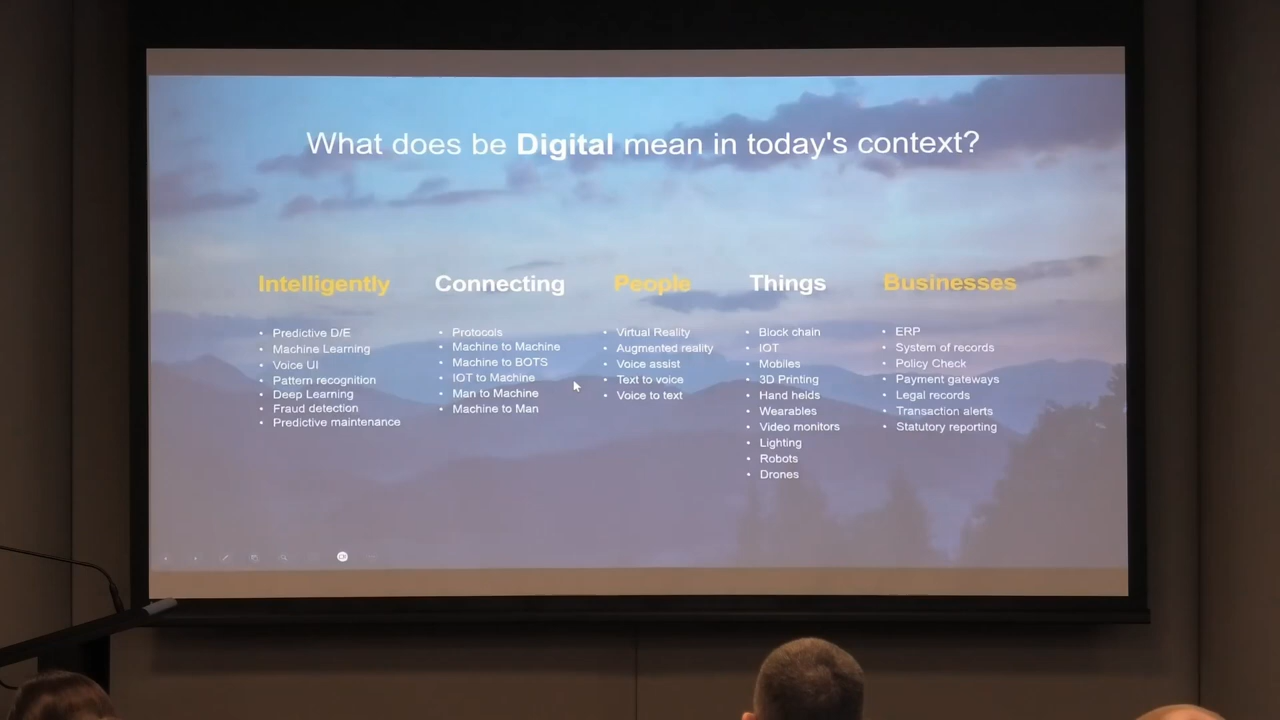 What does be Digital mean in today's context?
Intelligently
• Predictive D/E
• Machine Learning
• Voice UI
• Pattern recognition
• Deep Learning
• Fraud detection
• Predictive maintenance
Connecting
• Protocols
• Machine to Machine
• Machine to BOTS
• IOT to Machine
• Man to Machine
• Machine to Man
People
• Virtual Reality
• Augmented reality
• Voice assist
• Text to voice
• Voice to text
Things
• Block chain
• IOT
• Mobiles
• 3D Printing
• Hand helds
• Wearables
• Video monitors
• Lighting
• Robots
• Drones
Businesses
• ERP
• System of records
• Policy Check
• Payment gateways
• Legal records
• Transaction alerts
• Statutory reporting